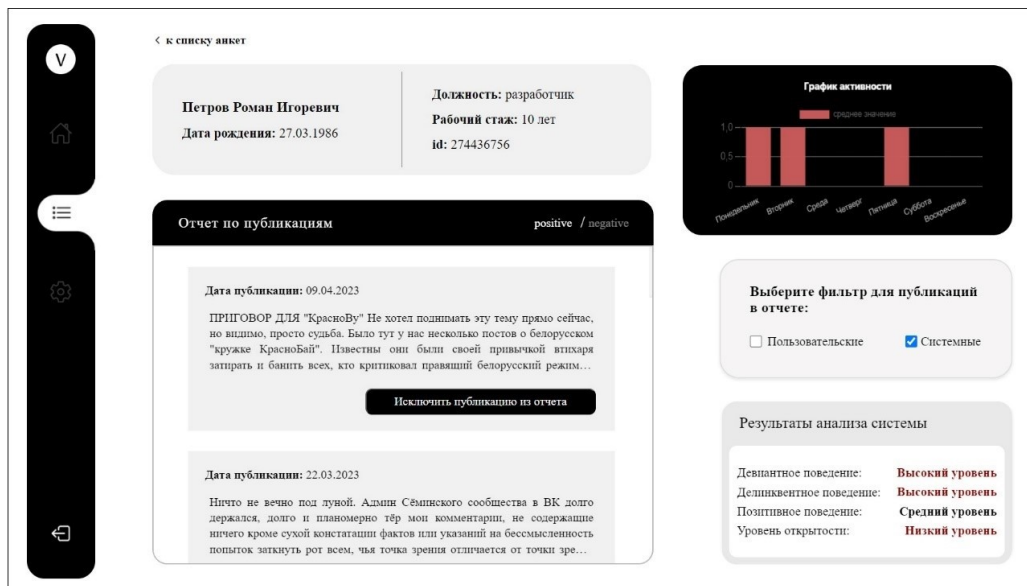 V
к списку анкет
Петров Роман Игоревич
Дата рождения: 27.03.1986
Должность: разработчик
Рабочий стаж: 10 лет
id: 274436756
График активности
среднее значение
1,0
0,5
0
Понедельник Вторник Среда Четверг Пятница Суббота Воскресенье
Отчет по публикациям
positive / negative
Дата публикации: 09.04.2023
ПРИГОВОР ДЛЯ "КрасноВу" Не хотел поднимать эту тему прямо сейчас,
но видимо, просто судьба. Было тут у нас несколько постов о белорусском
"кружке КрасноБай". Известны они были своей привычкой втихаря
затирать и банить всех, кто критиковал правящий белорусский режим…
Исключить публикацию из отчета
Дата публикации: 22.03.2023
Ничто не вечно под луной. Админ Сёминского сообщества в ВК долго
держался, долго и планомерно тёр мои комментарии, не содержащие
ничего кроме сухой констатации фактов или указаний на бессмысленность
попыток заткнуть рот всем, чья точка зрения отличается от точки зре…
Выберите фильтр для публикаций
в отчете:
Пользовательские
Системные
Результаты анализа системы
Девиантное поведение: Высокий уровень
Делинквентное поведение: Высокий уровень
Позитивное поведение: Средний уровень
Уровень открытости: Низкий уровень